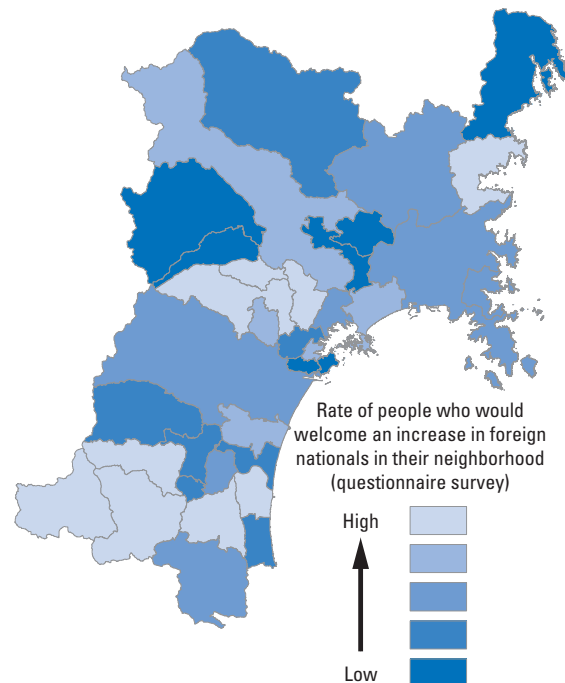 Rate of people who would
welcome an increase in foreign
nationals in their neighborhood
(questionnaire survey)
High
Low